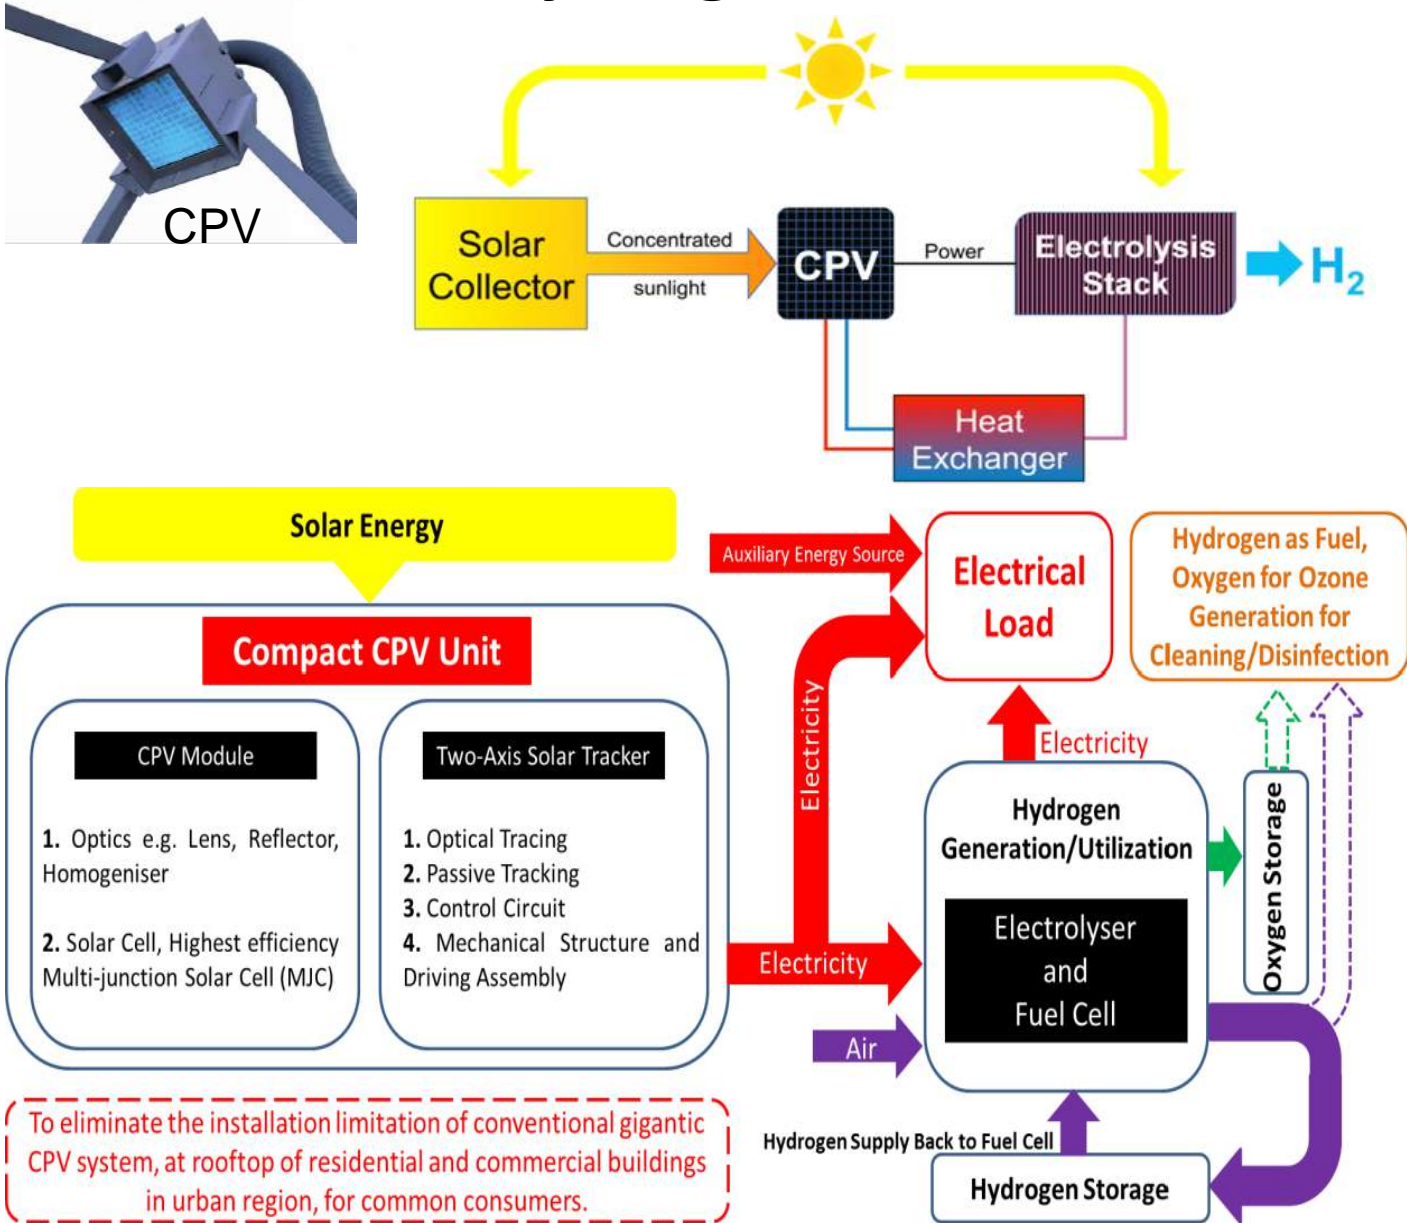 CPV
Solar
Collector
Concentrated
sunlight
CPV
Power
Electrolysis
Stack
H2
Heat
Exchanger
Solar Energy
Compact CPV Unit
CPV Module
1. Optics e.g. Lens, Reflector,
Homogeniser
2. Solar Cell, Highest efficiency
Multi-junction Solar Cell (MJC)
Two-Axis Solar Tracker
1. Optical Tracing
2. Passive Tracking
3. Control Circuit
4. Mechanical Structure and
Driving Assembly
To eliminate the installation limitation of conventional gigantic
CPV system, at rooftop of residential and commercial buildings
in urban region, for common consumers.
Auxiliary Energy Source
Electrical
Load
Hydrogen as Fuel,
Oxygen for Ozone
Generation for
Cleaning/Disinfection
Electricity
Electricity
Electricity
Hydrogen
Generation/Utilization
Electrolyser
and
Fuel Cell
Oxygen Storage
Air
Hydrogen Supply Back to Fuel Cell
Hydrogen Storage